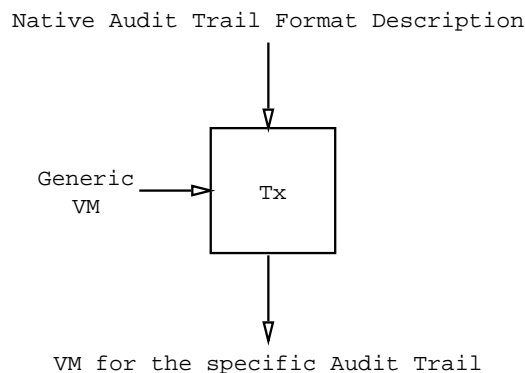 Native Audit Trail Format Description
Generic
VM
Tx
VM for the specific Audit Trail